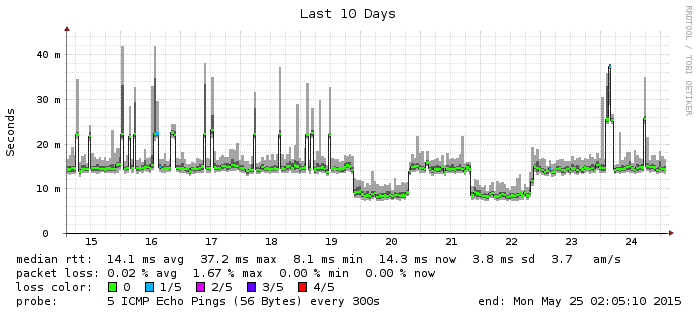 Last 10 Days
RRDTOOL / TOBI OETIKER
Seconds
40 m
30 m
20 m
10 m
0
15 16 17 18 19 20 21 22 23 24
median rtt: 14.1 ms avg 37.2 ms max 8.1 ms min 14.3 ms now 3.8 ms sd 3.7 am/s
packet loss: 0.02 % avg 1.67 % max 0.00 % min 0.00 % now
loss color: 0 1/5 2/5 3/5 4/5
probe: 5 ICMP Echo Pings (56 Bytes) every 300s end: Mon May 25 02:05:10 2015